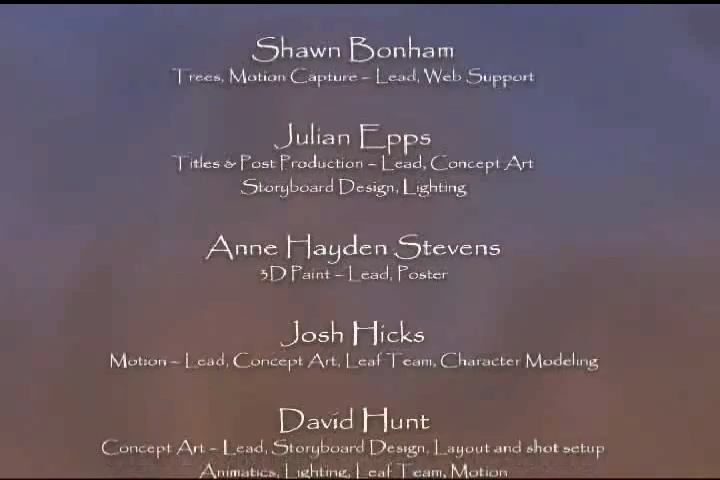 Shawn Bonham
Trees, Motion Capture – Lead, Web Support
Julian Epps
Titles & Post Production – Lead, Concept Art
Storyboard Design, Lighting
Anne Hayden Stevens
3D Paint – Lead, Poster
Josh Hicks
Motion – Lead, Concept Art, Leaf Team, Character Modeling
David Hunt
Concept Art – Lead, Storyboard Design, Layout and shot setup
Animatics, Lighting, Leaf Team, Motion